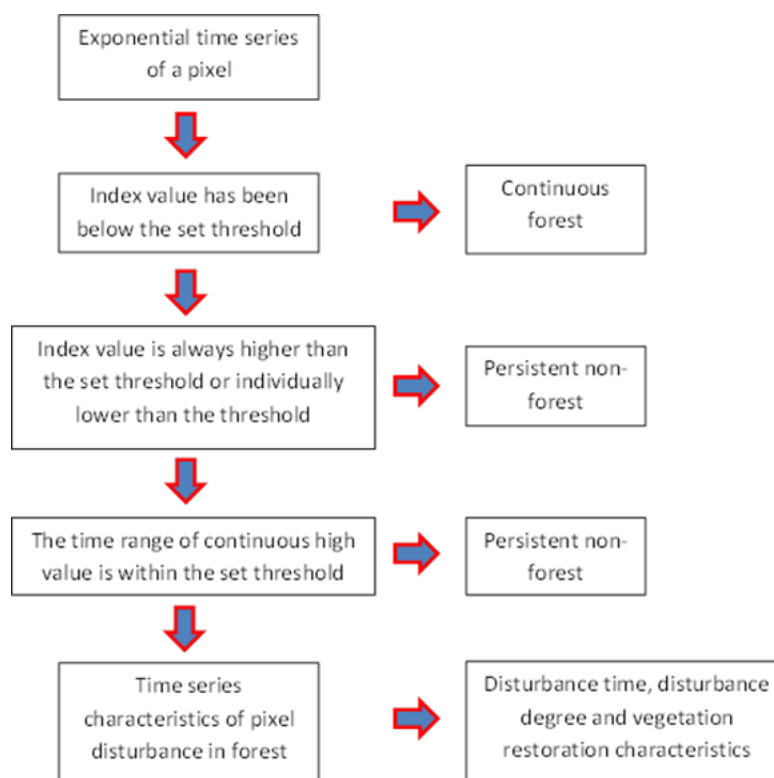 Exponential time series
of a pixel
Index value has been
below the set threshold
Continuous
forest
Index value is always higher than
the set threshold or individually
lower than the threshold
Persistent non-
forest
The time range of continuous high
value is within the set threshold
Persistent non-
forest
Time series
characteristics of pixel
disturbance in forest
Disturbance time, disturbance
degree and vegetation
restoration characteristics